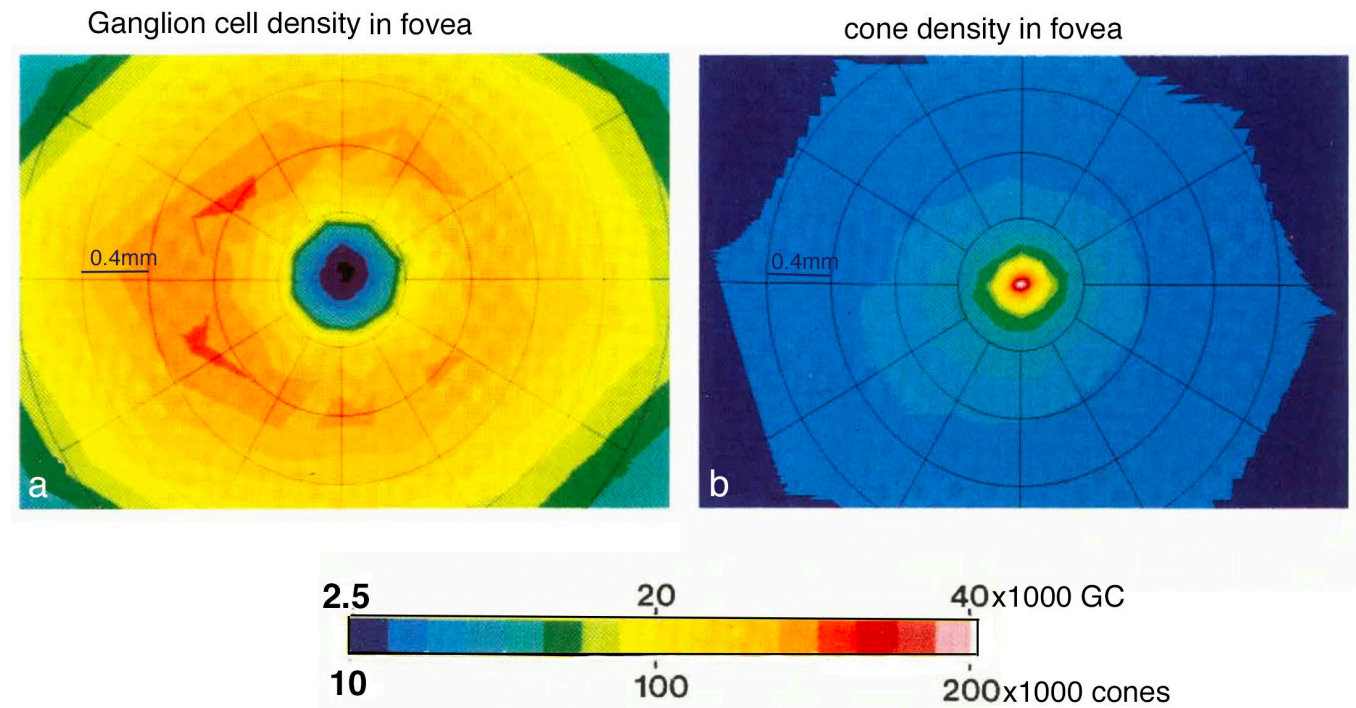 Ganglion cell density in fovea
cone density in fovea
0.4mm
0.4mm
a
b
2.5 20 40x1000 GC
10 100 200x1000 cones